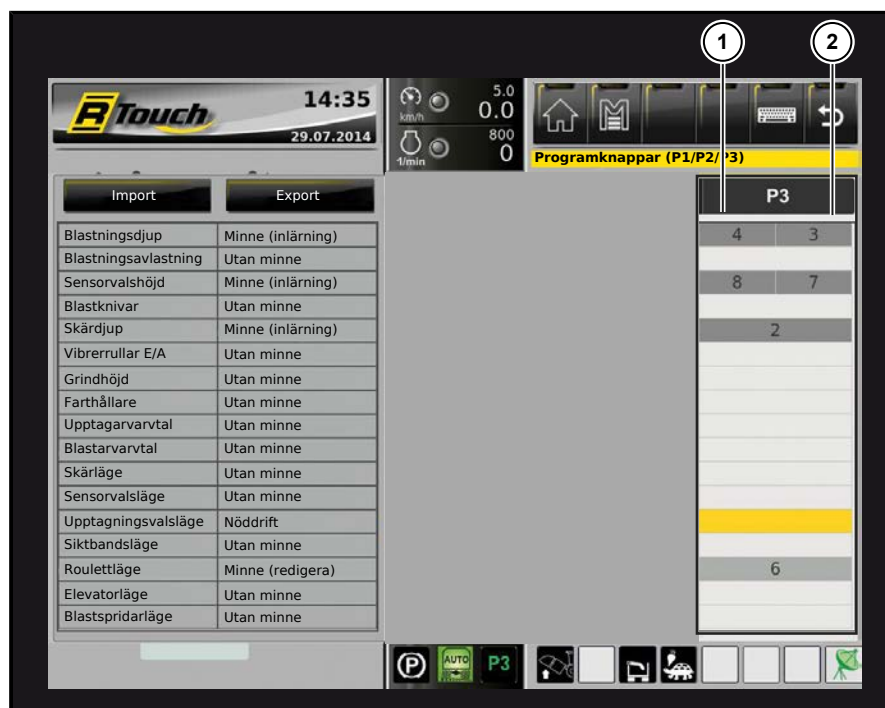 1 2
R Touch 14:35
29.07.2014
km/h 5.0
0.0
800
1/min 0
Programknappar (P1/P2/P3)
Import Export
P3
Blastningsdjup Minne (inlärning) 4 3
Blastningsavlastning Utan minne
Sensorvalshöjd Minne (inlärning) 8 7
Blastknivar Utan minne
Skärdjup Minne (inlärning) 2
Vibrerrullar E/A Utan minne
Grindhöjd Utan minne
Farthållare Utan minne
Upptagarvarvtal Utan minne
Blastarvarvtal Utan minne
Skärläge Utan minne
Sensorvalsläge Utan minne
Upptagningsvalsläge Nöddrift
Siktbandsläge Utan minne
Roulettläge Minne (redigera) 6
Elevatorläge Utan minne
Blastspridarläge Utan minne
P AUTO P3